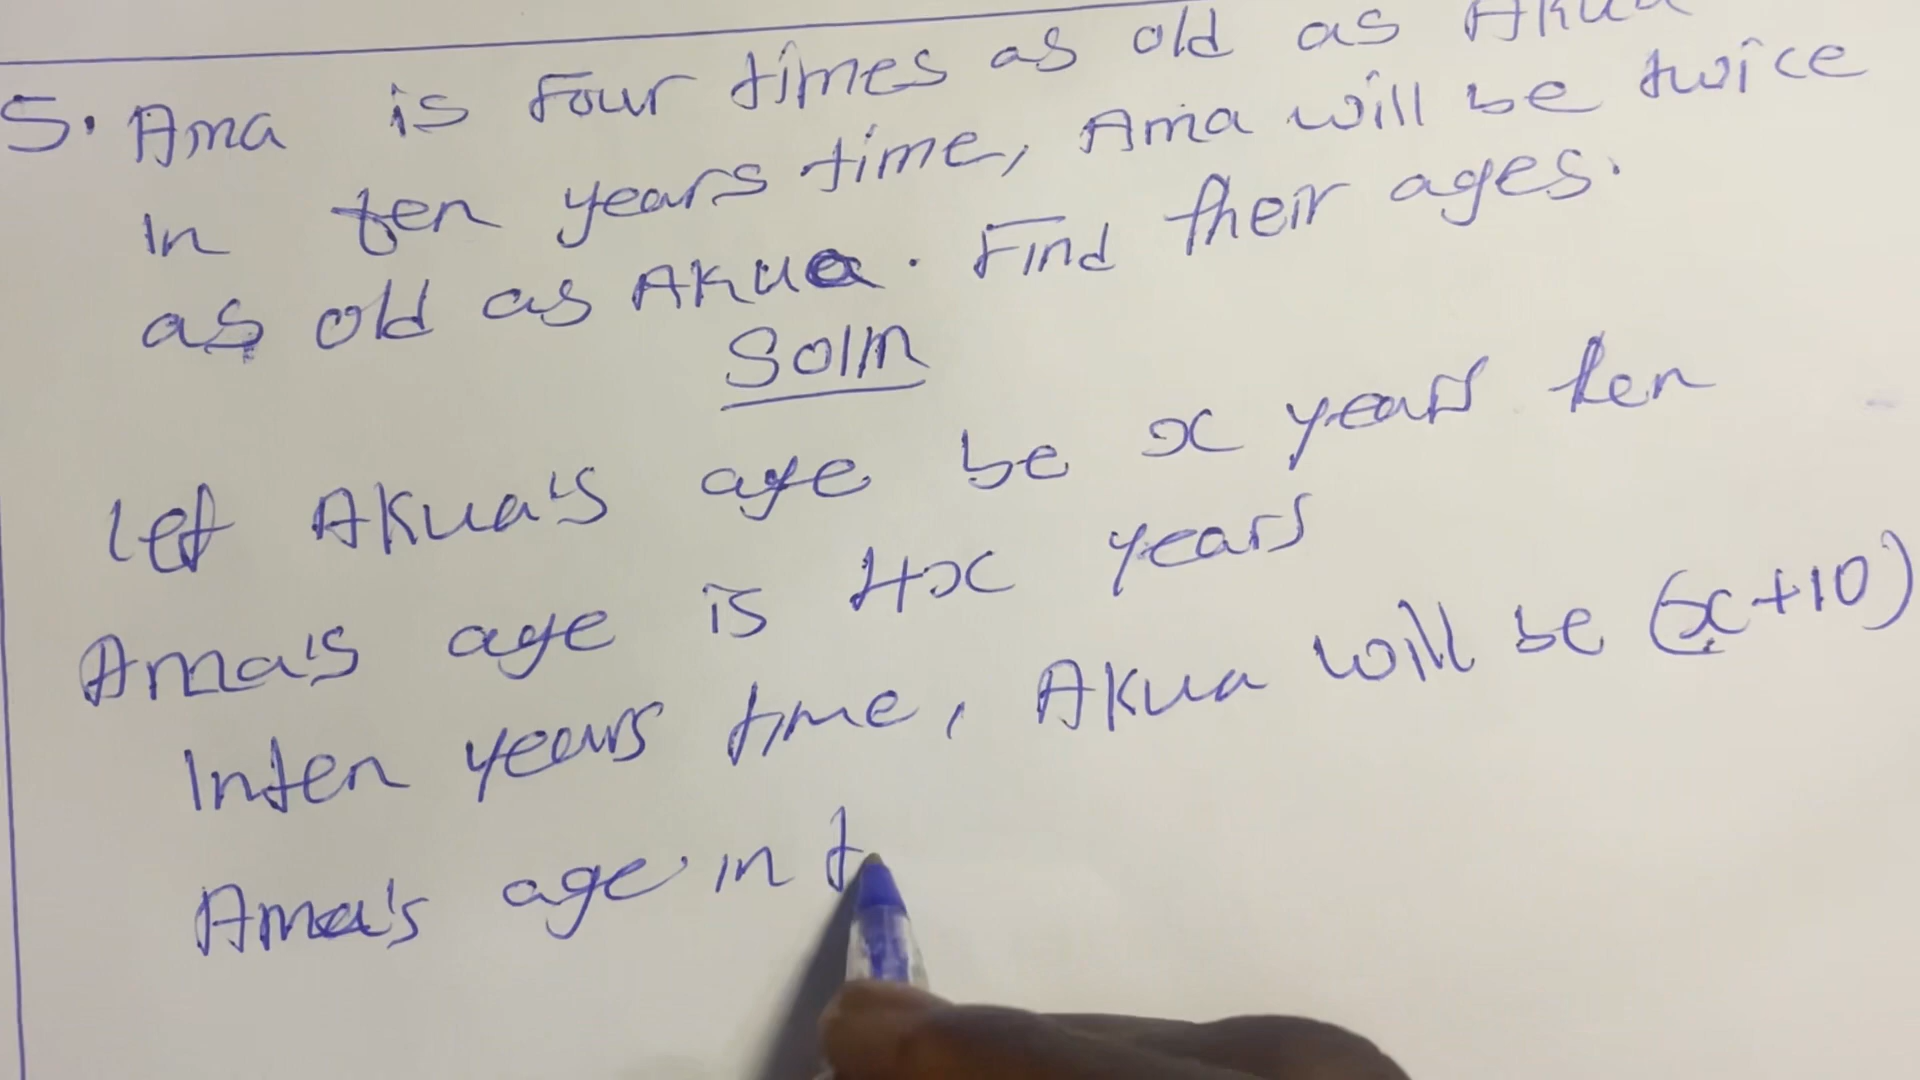 5. Ama is four times as old as Akua
In ten years time, Ama will be twice
as old as Akua. Find their ages.
Soln
Let Akua's age be x years then
Ama's age is 4x years
In ten years time, Akua will be (x+10)
Ama's age in t